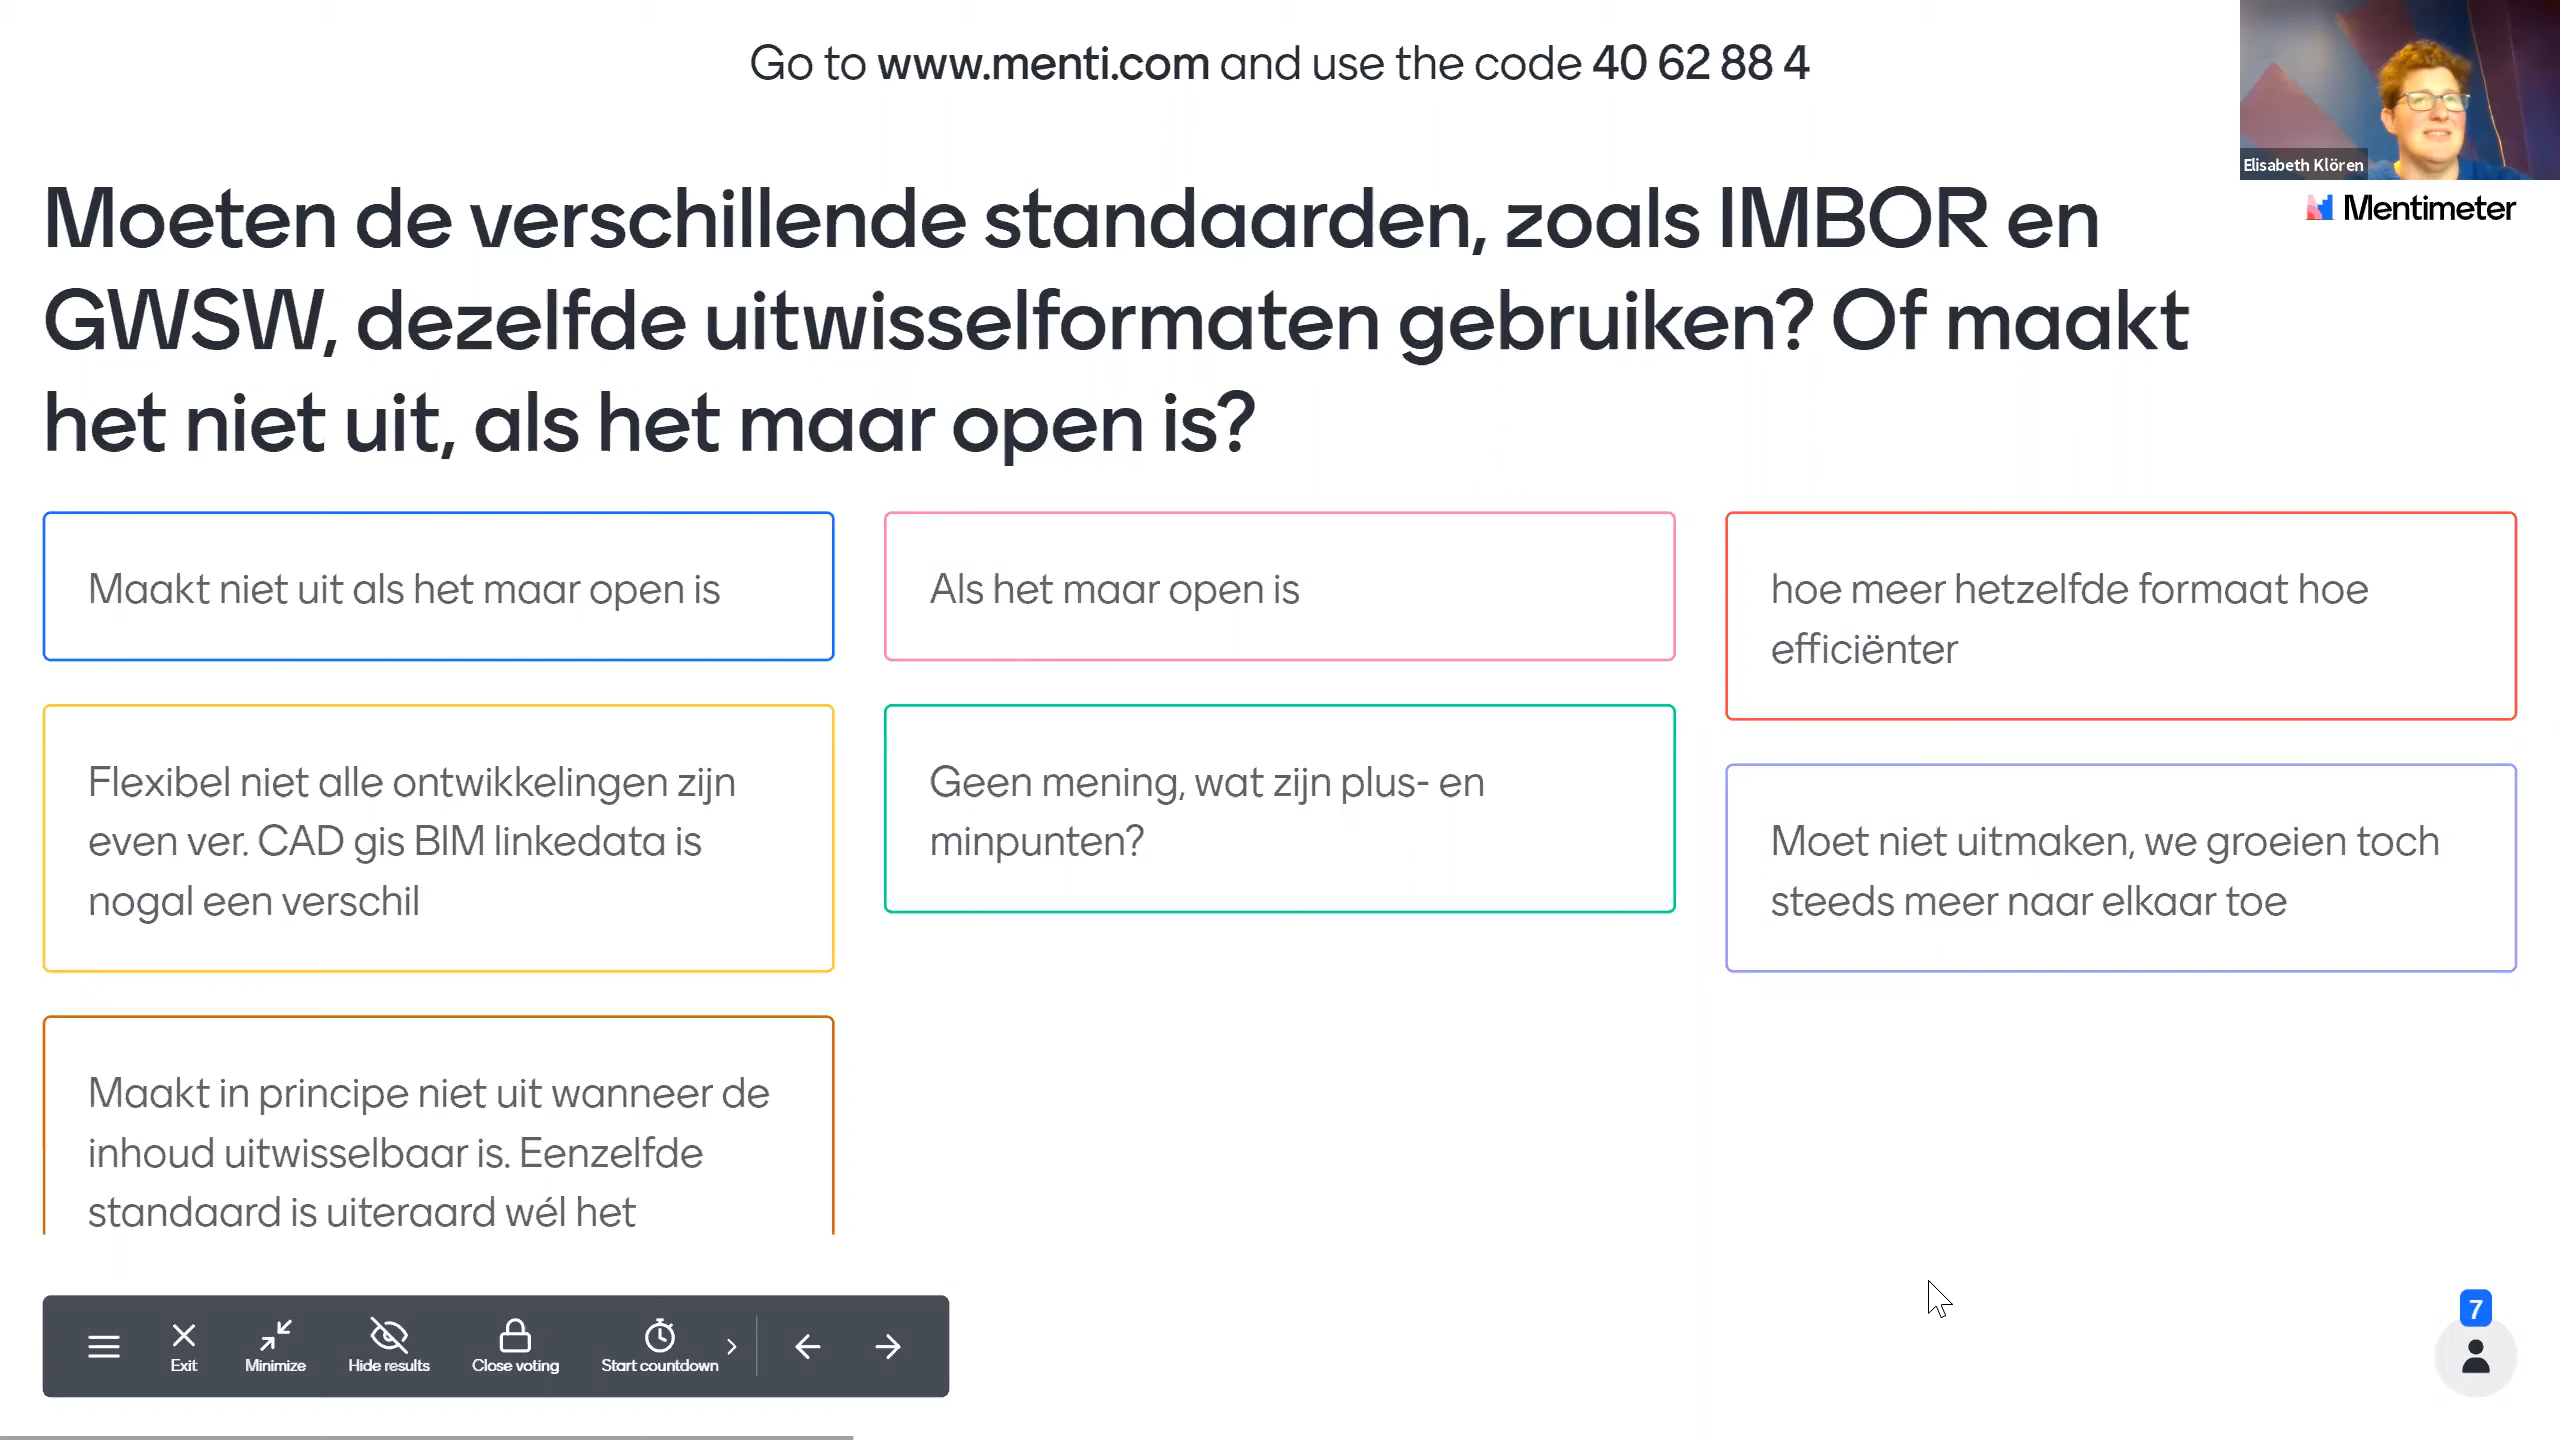 Go to www.menti.com and use the code 40 62 88 4
Elisabeth Klören
Mentimeter
Moeten de verschillende standaarden, zoals IMBOR en
GWSW, dezelfde uitwisselformaten gebruiken? Of maakt
het niet uit, als het maar open is?
Maakt niet uit als het maar open is
Als het maar open is
hoe meer hetzelfde formaat hoe
efficiënter
Flexibel niet alle ontwikkelingen zijn
even ver. CAD gis BIM linkedata is
nogal een verschil
Geen mening, wat zijn plus- en
minpunten?
Moet niet uitmaken, we groeien toch
steeds meer naar elkaar toe
Maakt in principe niet uit wanneer de
inhoud uitwisselbaar is. Eenzelfde
standaard is uiteraard wél het
Exit
Minimize
Hide results
Close voting
Start countdown
7